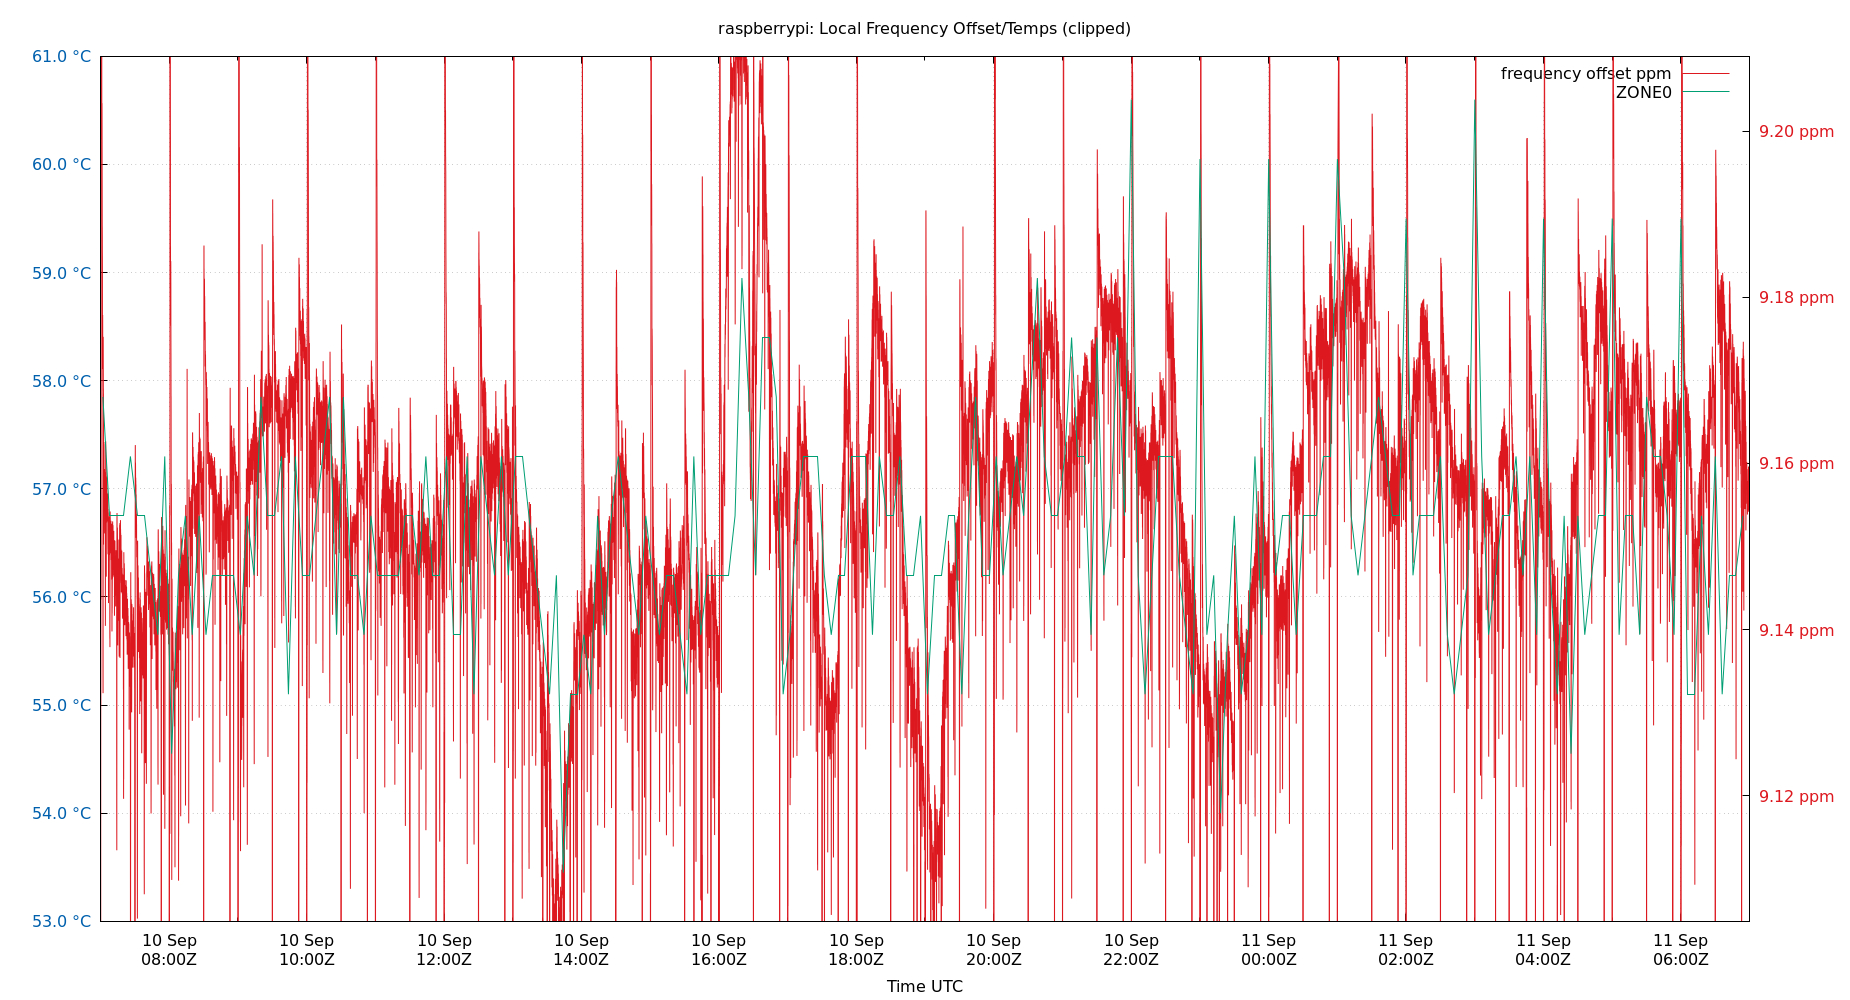 raspberrypi: Local Frequency Offset/Temps (clipped)
61.0 °C
60.0 °C
59.0 °C
58.0 °C
57.0 °C
56.0 °C
55.0 °C
54.0 °C
53.0 °C
frequency offset ppm
ZONE0
9.20 ppm
9.18 ppm
9.16 ppm
9.14 ppm
9.12 ppm
10 Sep 10 Sep 10 Sep 10 Sep 10 Sep 10 Sep 10 Sep 10 Sep 11 Sep 11 Sep 11 Sep 11 Sep
08:00Z 10:00Z 12:00Z 14:00Z 16:00Z 18:00Z 20:00Z 22:00Z 00:00Z 02:00Z 04:00Z 06:00Z
Time UTC